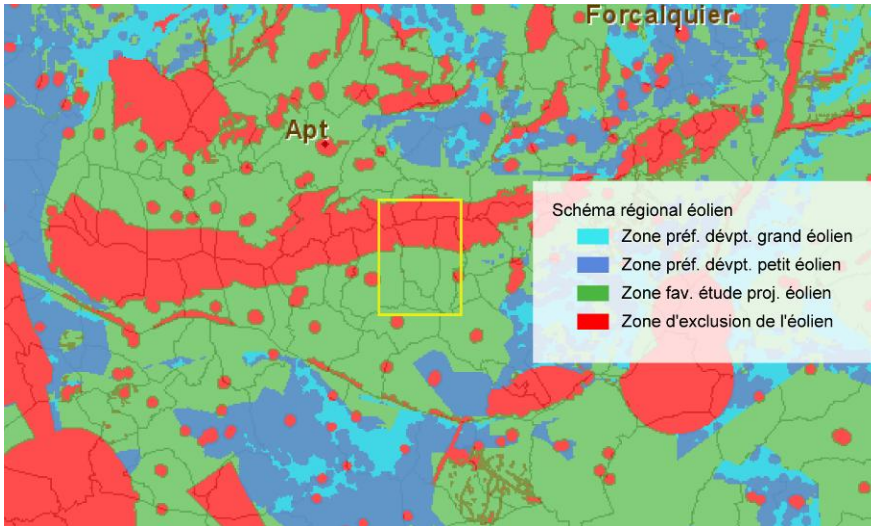 Forcalquier
Apt
Schéma régional éolien
Zone préf. dévpt. grand éolien
Zone préf. dévpt. petit éolien
Zone fav. étude proj. éolien
Zone d'exclusion de l'éolien